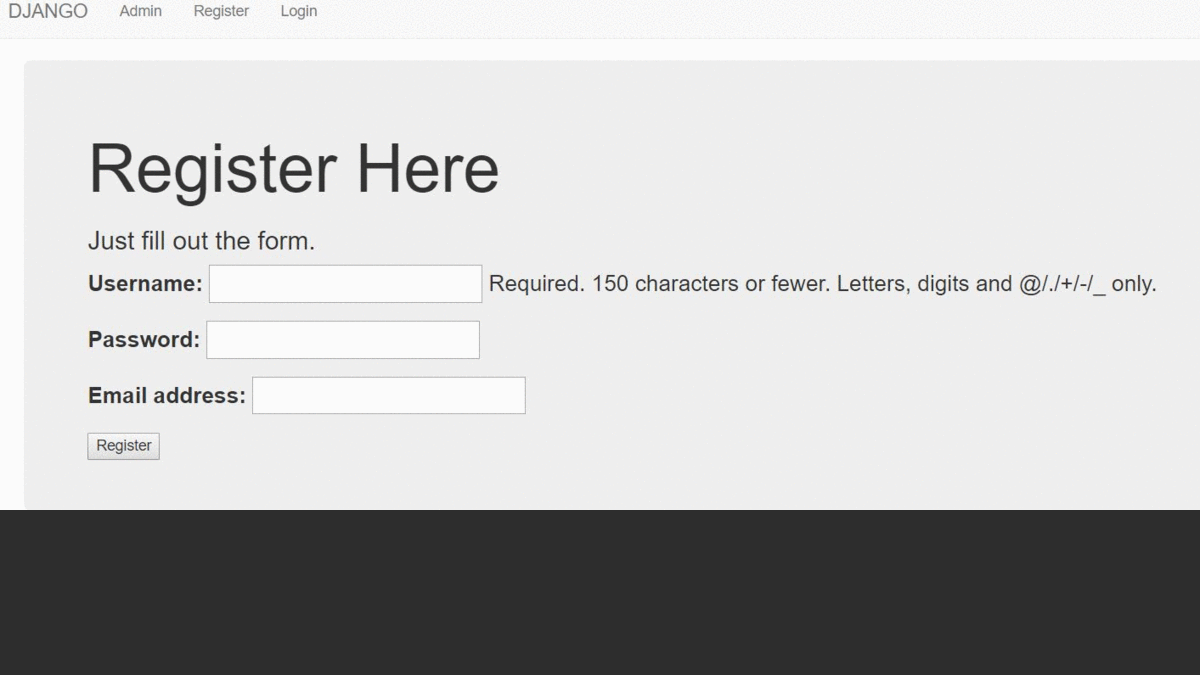 DJANGO Admin Register Login
Register Here
Just fill out the form.
Username: Required. 150 characters or fewer. Letters, digits and @/./+/-/_ only.
Password:
Email address:
Register